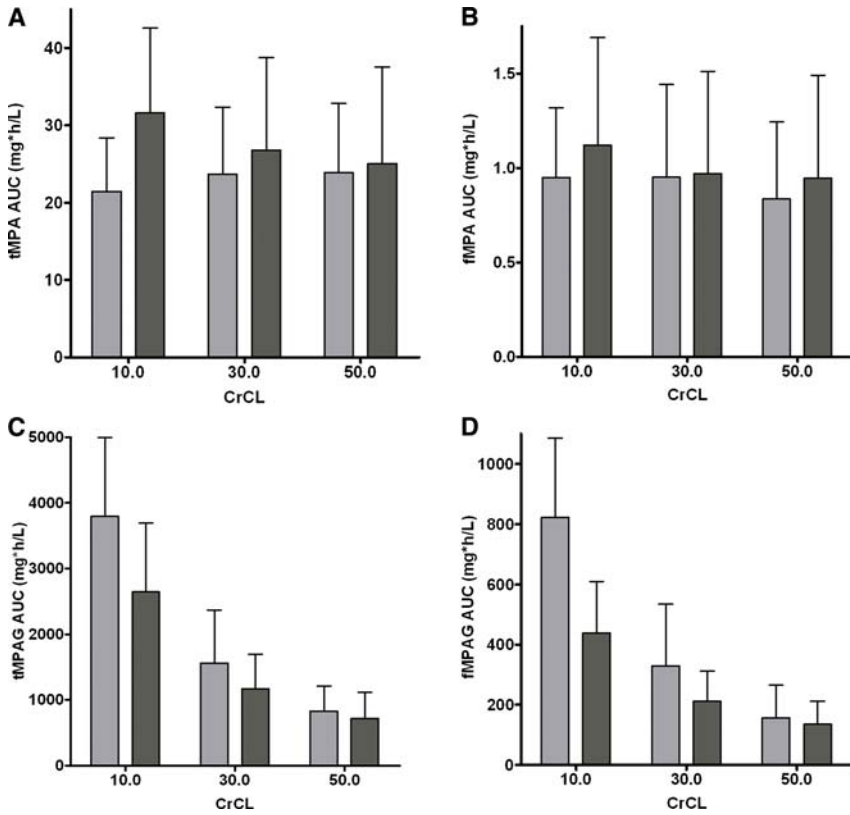 A
tMPA AUC (mg*h/L)
40
30
20
10
0
10.0 30.0 50.0
CrCL
B
fMPA AUC (mg*h/L)
1.5
1.0
0.5
0.0
10.0 30.0 50.0
CrCL
C
tMPAG AUC (mg*h/L)
5000
4000
3000
2000
1000
0
10.0 30.0 50.0
CrCL
D
fMPAG AUC (mg*h/L)
1000
800
600
400
200
0
10.0 30.0 50.0
CrCL